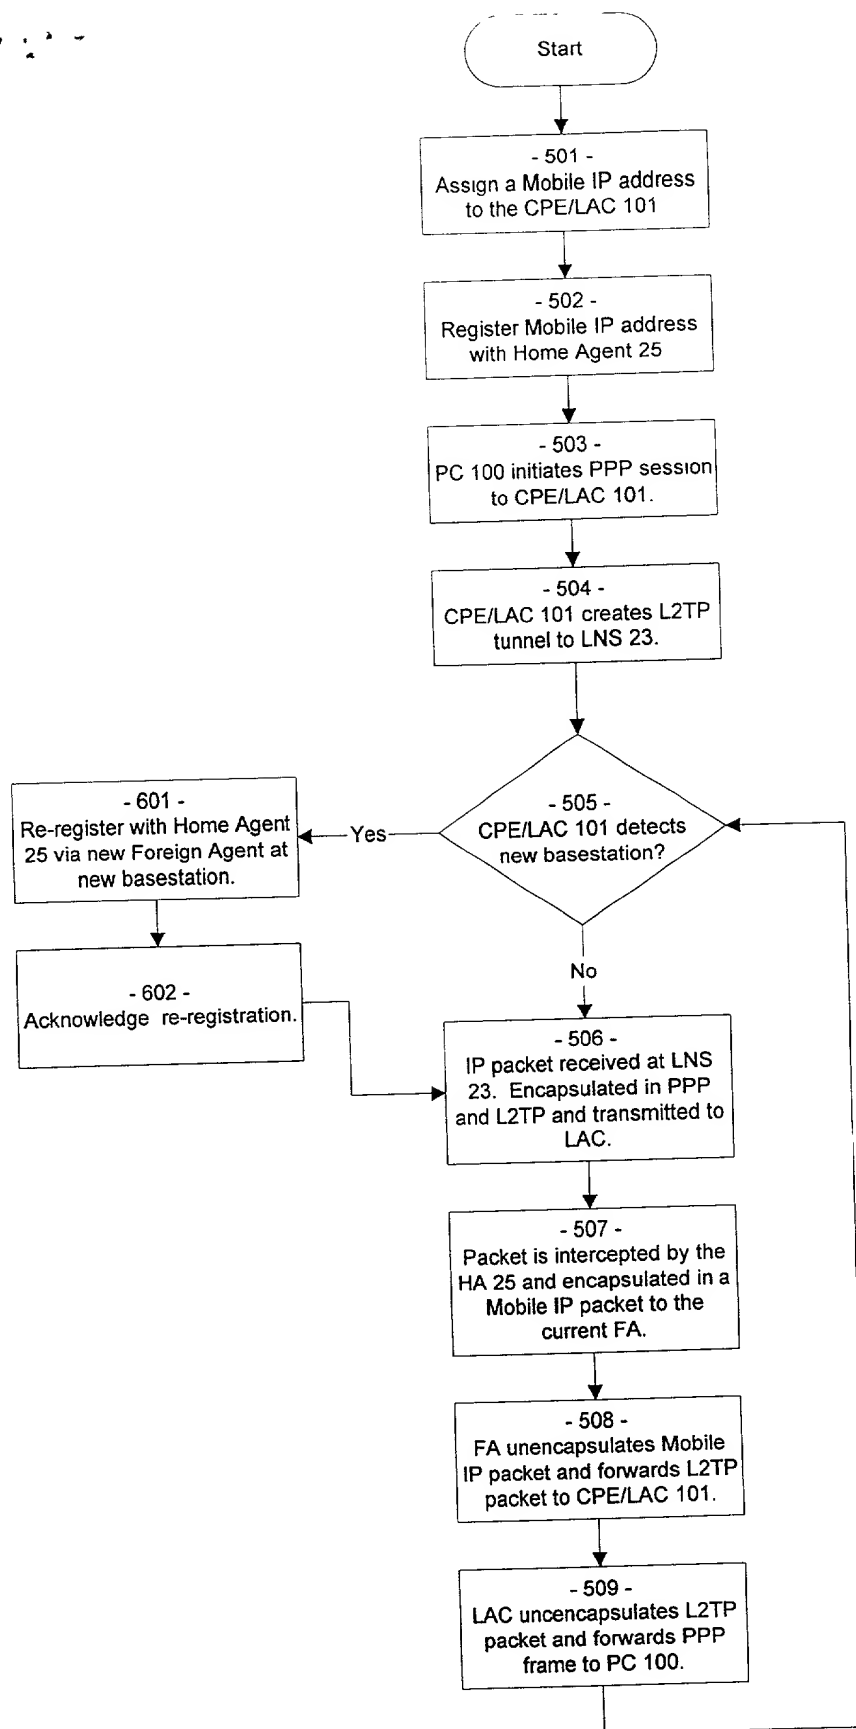 Start
- 501 -
Assign a Mobile IP address
to the CPE/LAC 101
- 502 -
Register Mobile IP address
with Home Agent 25
- 503 -
PC 100 initiates PPP session
to CPE/LAC 101.
- 504 -
CPE/LAC 101 creates L2TP
tunnel to LNS 23.
- 505 -
CPE/LAC 101 detects
new basestation?
Yes
- 601 -
Re-register with Home Agent
25 via new Foreign Agent at
new basestation.
- 602 -
Acknowledge re-registration.
No
- 506 -
IP packet received at LNS
23. Encapsulated in PPP
and L2TP and transmitted to
LAC.
- 507 -
Packet is intercepted by the
HA 25 and encapsulated in a
Mobile IP packet to the
current FA.
- 508 -
FA unencapsulates Mobile
IP packet and forwards L2TP
packet to CPE/LAC 101.
- 509 -
LAC uncencapsulates L2TP
packet and forwards PPP
frame to PC 100.